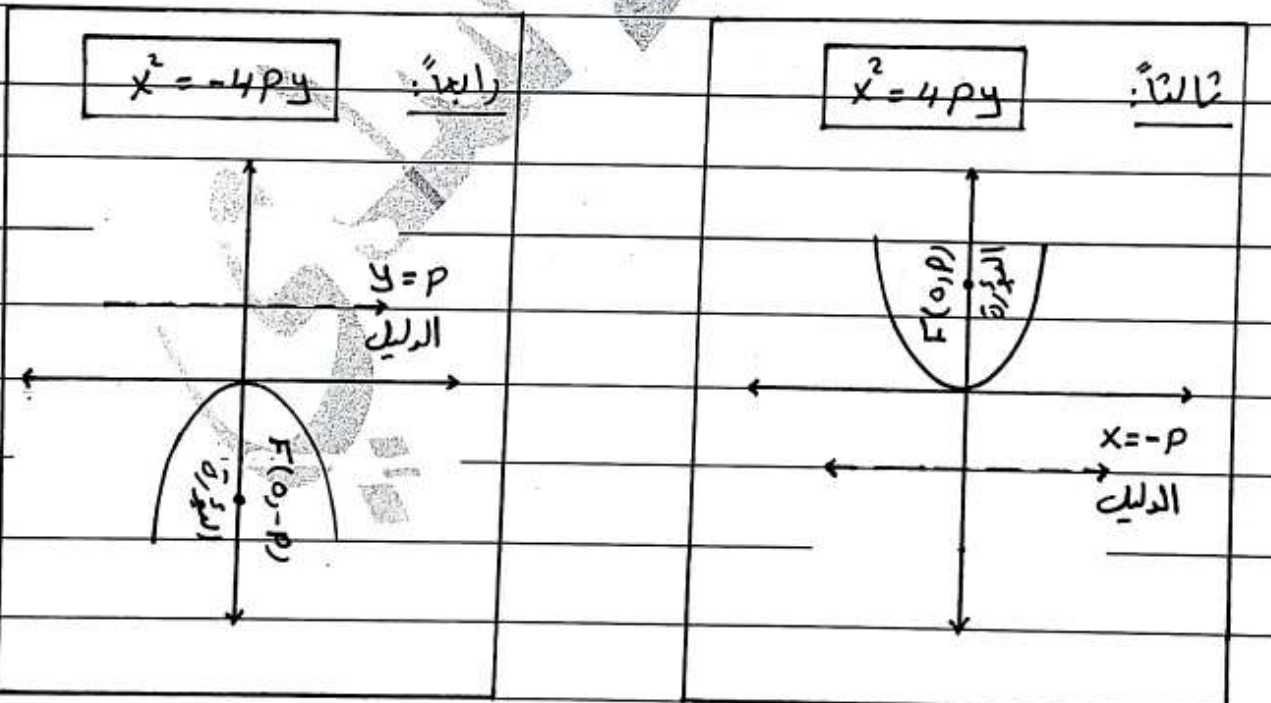 ثالثاً:
x² = 4py
F(0,p)
البؤرة
x=-p
الدليل
رابعاً:
x² = -4py
y=p
الدليل
F(0,-p)
البؤرة